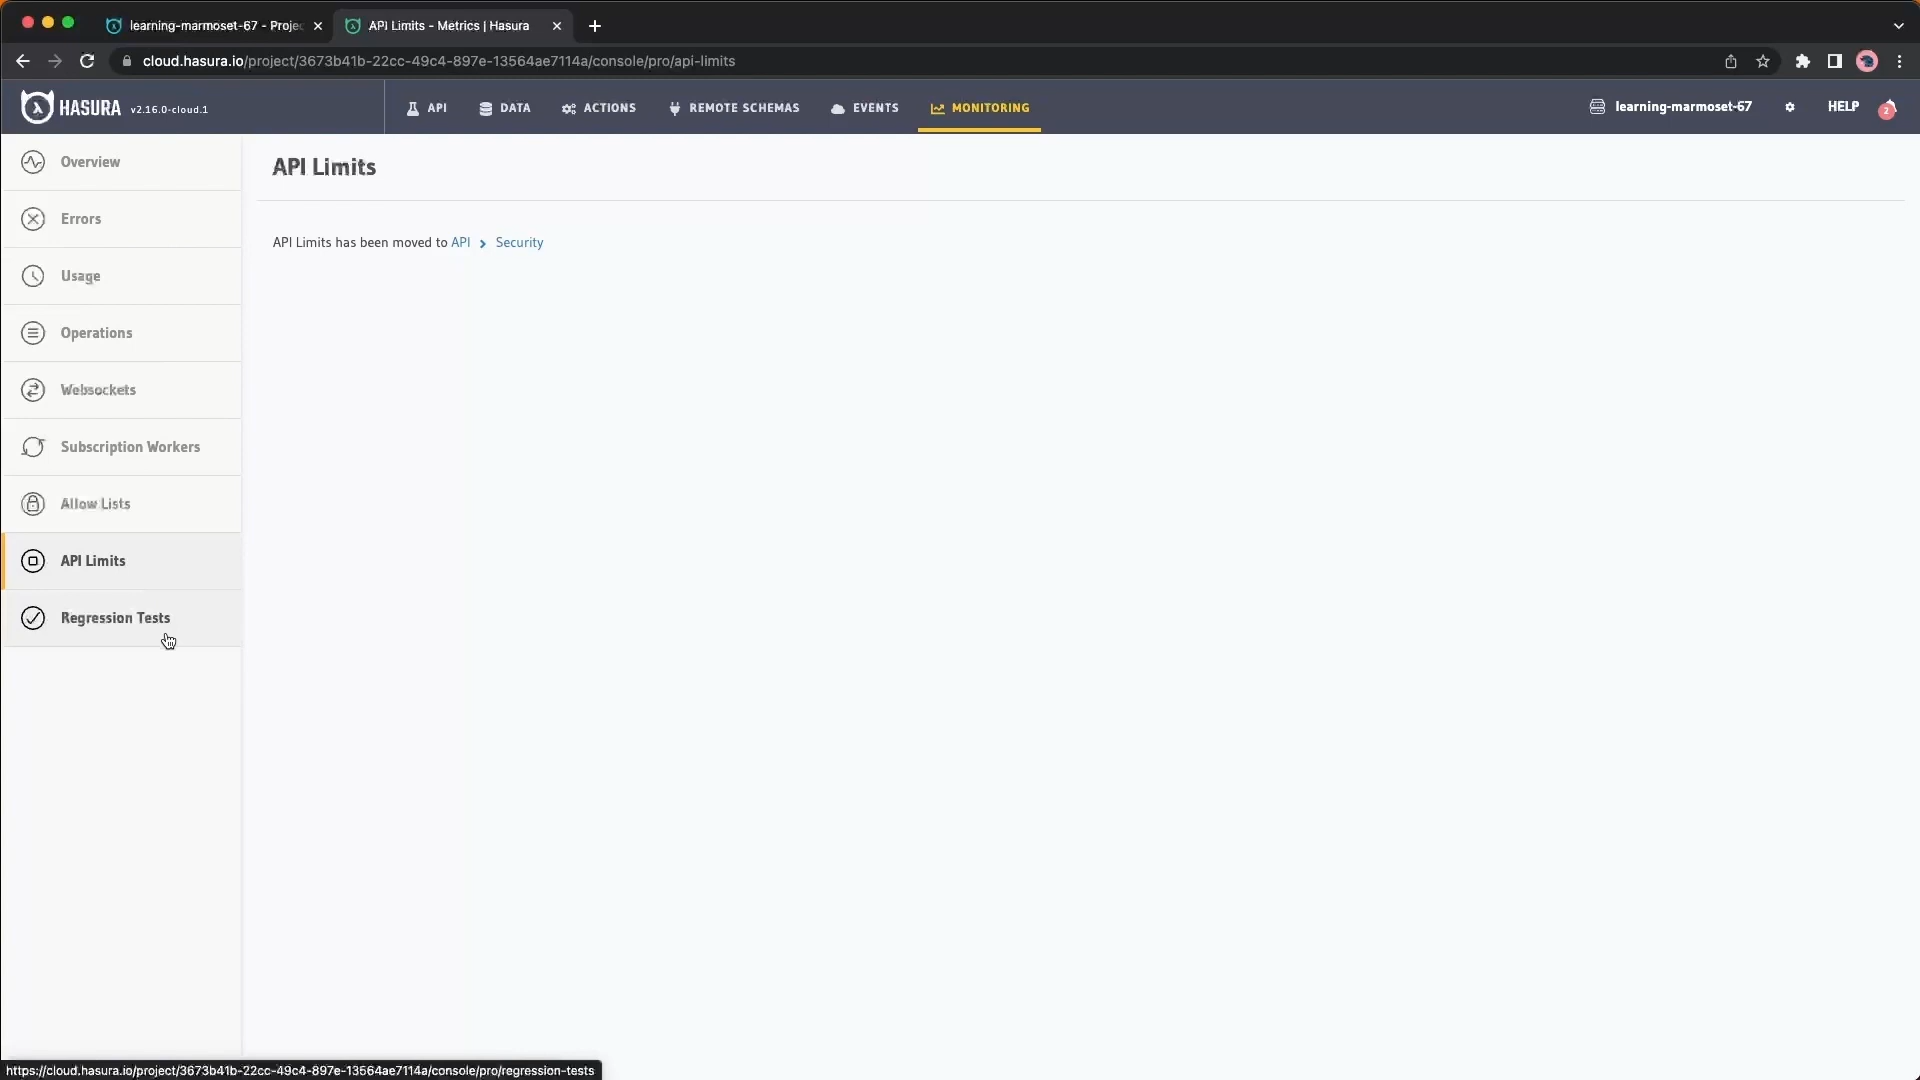 learning-marmoset-67 - Projec
API Limits - Metrics | Hasura
cloud.hasura.io/project/3673b41b-22cc-49c4-897e-13564ae7114a/console/pro/api-limits
HASURA v2.16.0-cloud.1
API
DATA
ACTIONS
REMOTE SCHEMAS
EVENTS
MONITORING
learning-marmoset-67
HELP
2
Overview
Errors
Usage
Operations
Websockets
Subscription Workers
Allow Lists
API Limits
Regression Tests
API Limits
API Limits has been moved to API > Security
https://cloud.hasura.io/project/3673b41b-22cc-49c4-897e-13564ae7114a/console/pro/regression-tests